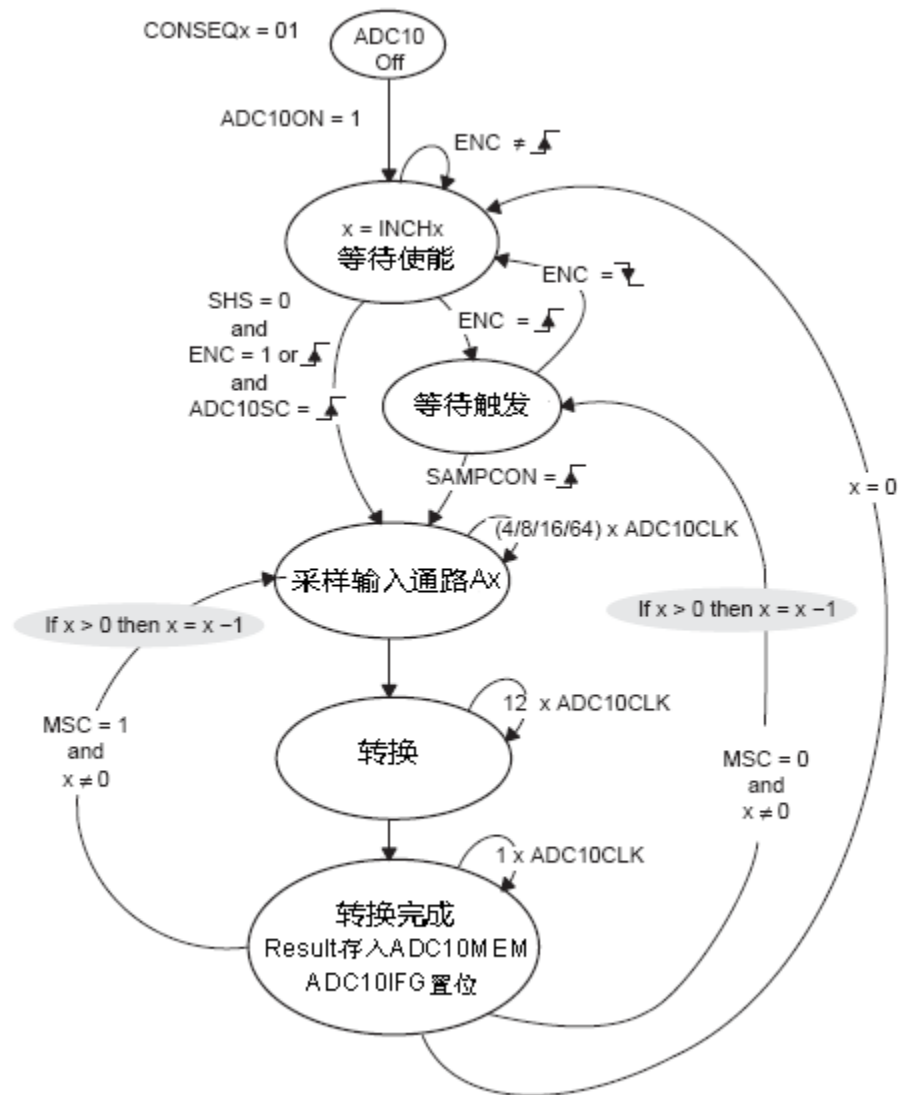 CONSEQx = 01
ADC10
Off
ADC10ON = 1
ENC ≠
x = INCHx
等待使能
ENC =
SHS = 0
and
ENC = 1 or
and
ADC10SC =
ENC =
等待触发
SAMPCON =
x = 0
(4/8/16/64) x ADC10CLK
采样输入通路Ax
If x > 0 then x = x –1
If x > 0 then x = x –1
12 x ADC10CLK
转换
MSC = 1
and
x ≠ 0
MSC = 0
and
x ≠ 0
1 x ADC10CLK
转换完成
Result存入ADC10MEM
ADC10IFG置位